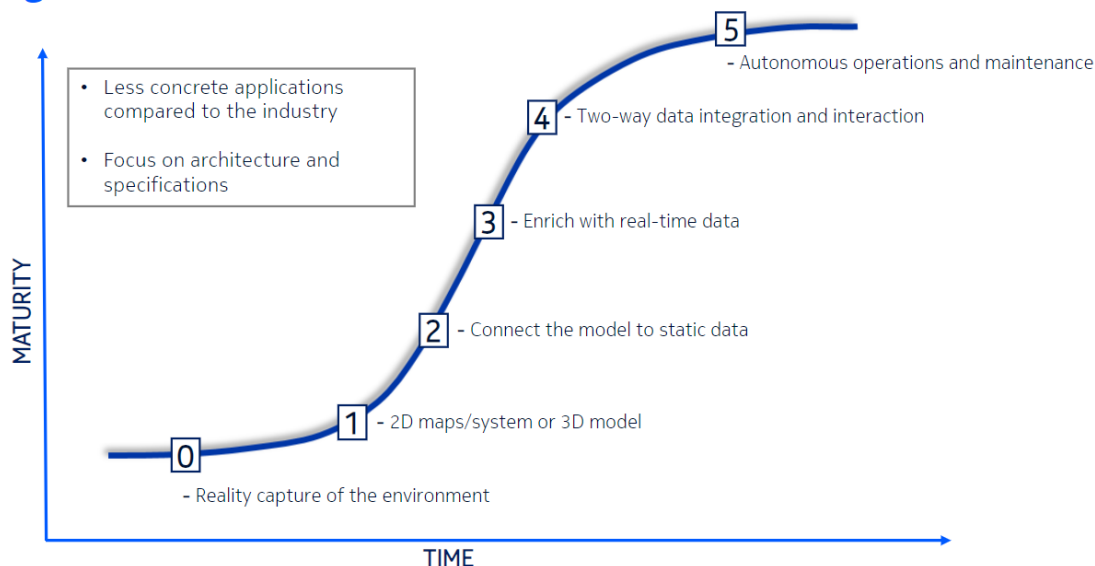 • Less concrete applications
compared to the industry
• Focus on architecture and
specifications
5
- Autonomous operations and maintenance
4 - Two-way data integration and interaction
3 - Enrich with real-time data
2 - Connect the model to static data
1 - 2D maps/system or 3D model
0
- Reality capture of the environment
MATURITY
TIME